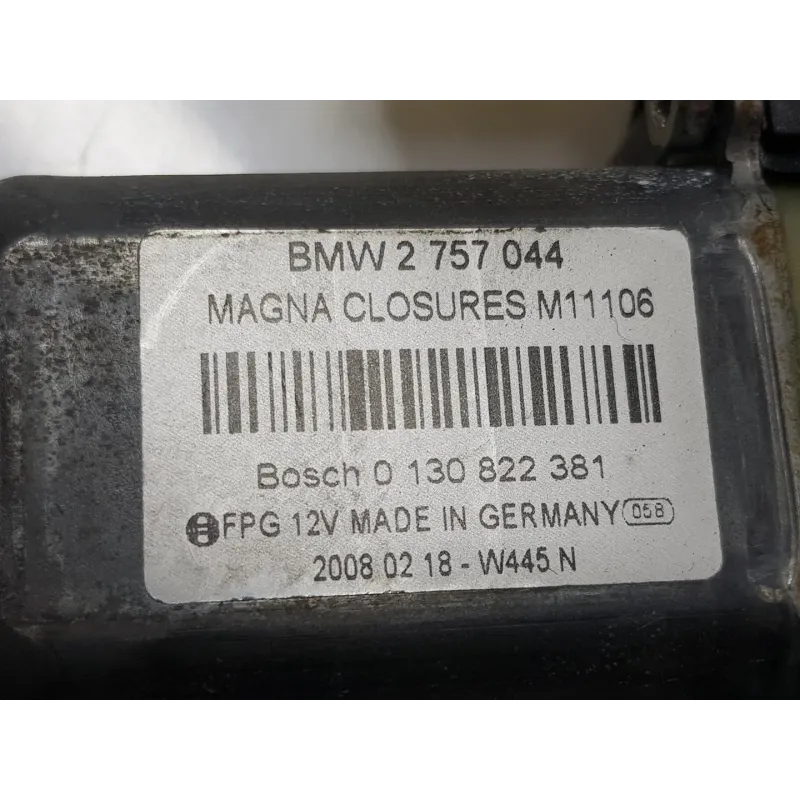 BMW 2 757 044
MAGNA CLOSURES M11106
Bosch 0 130 822 381
FPG 12V MADE IN GERMANY 058
2008 02 18 - W445 N